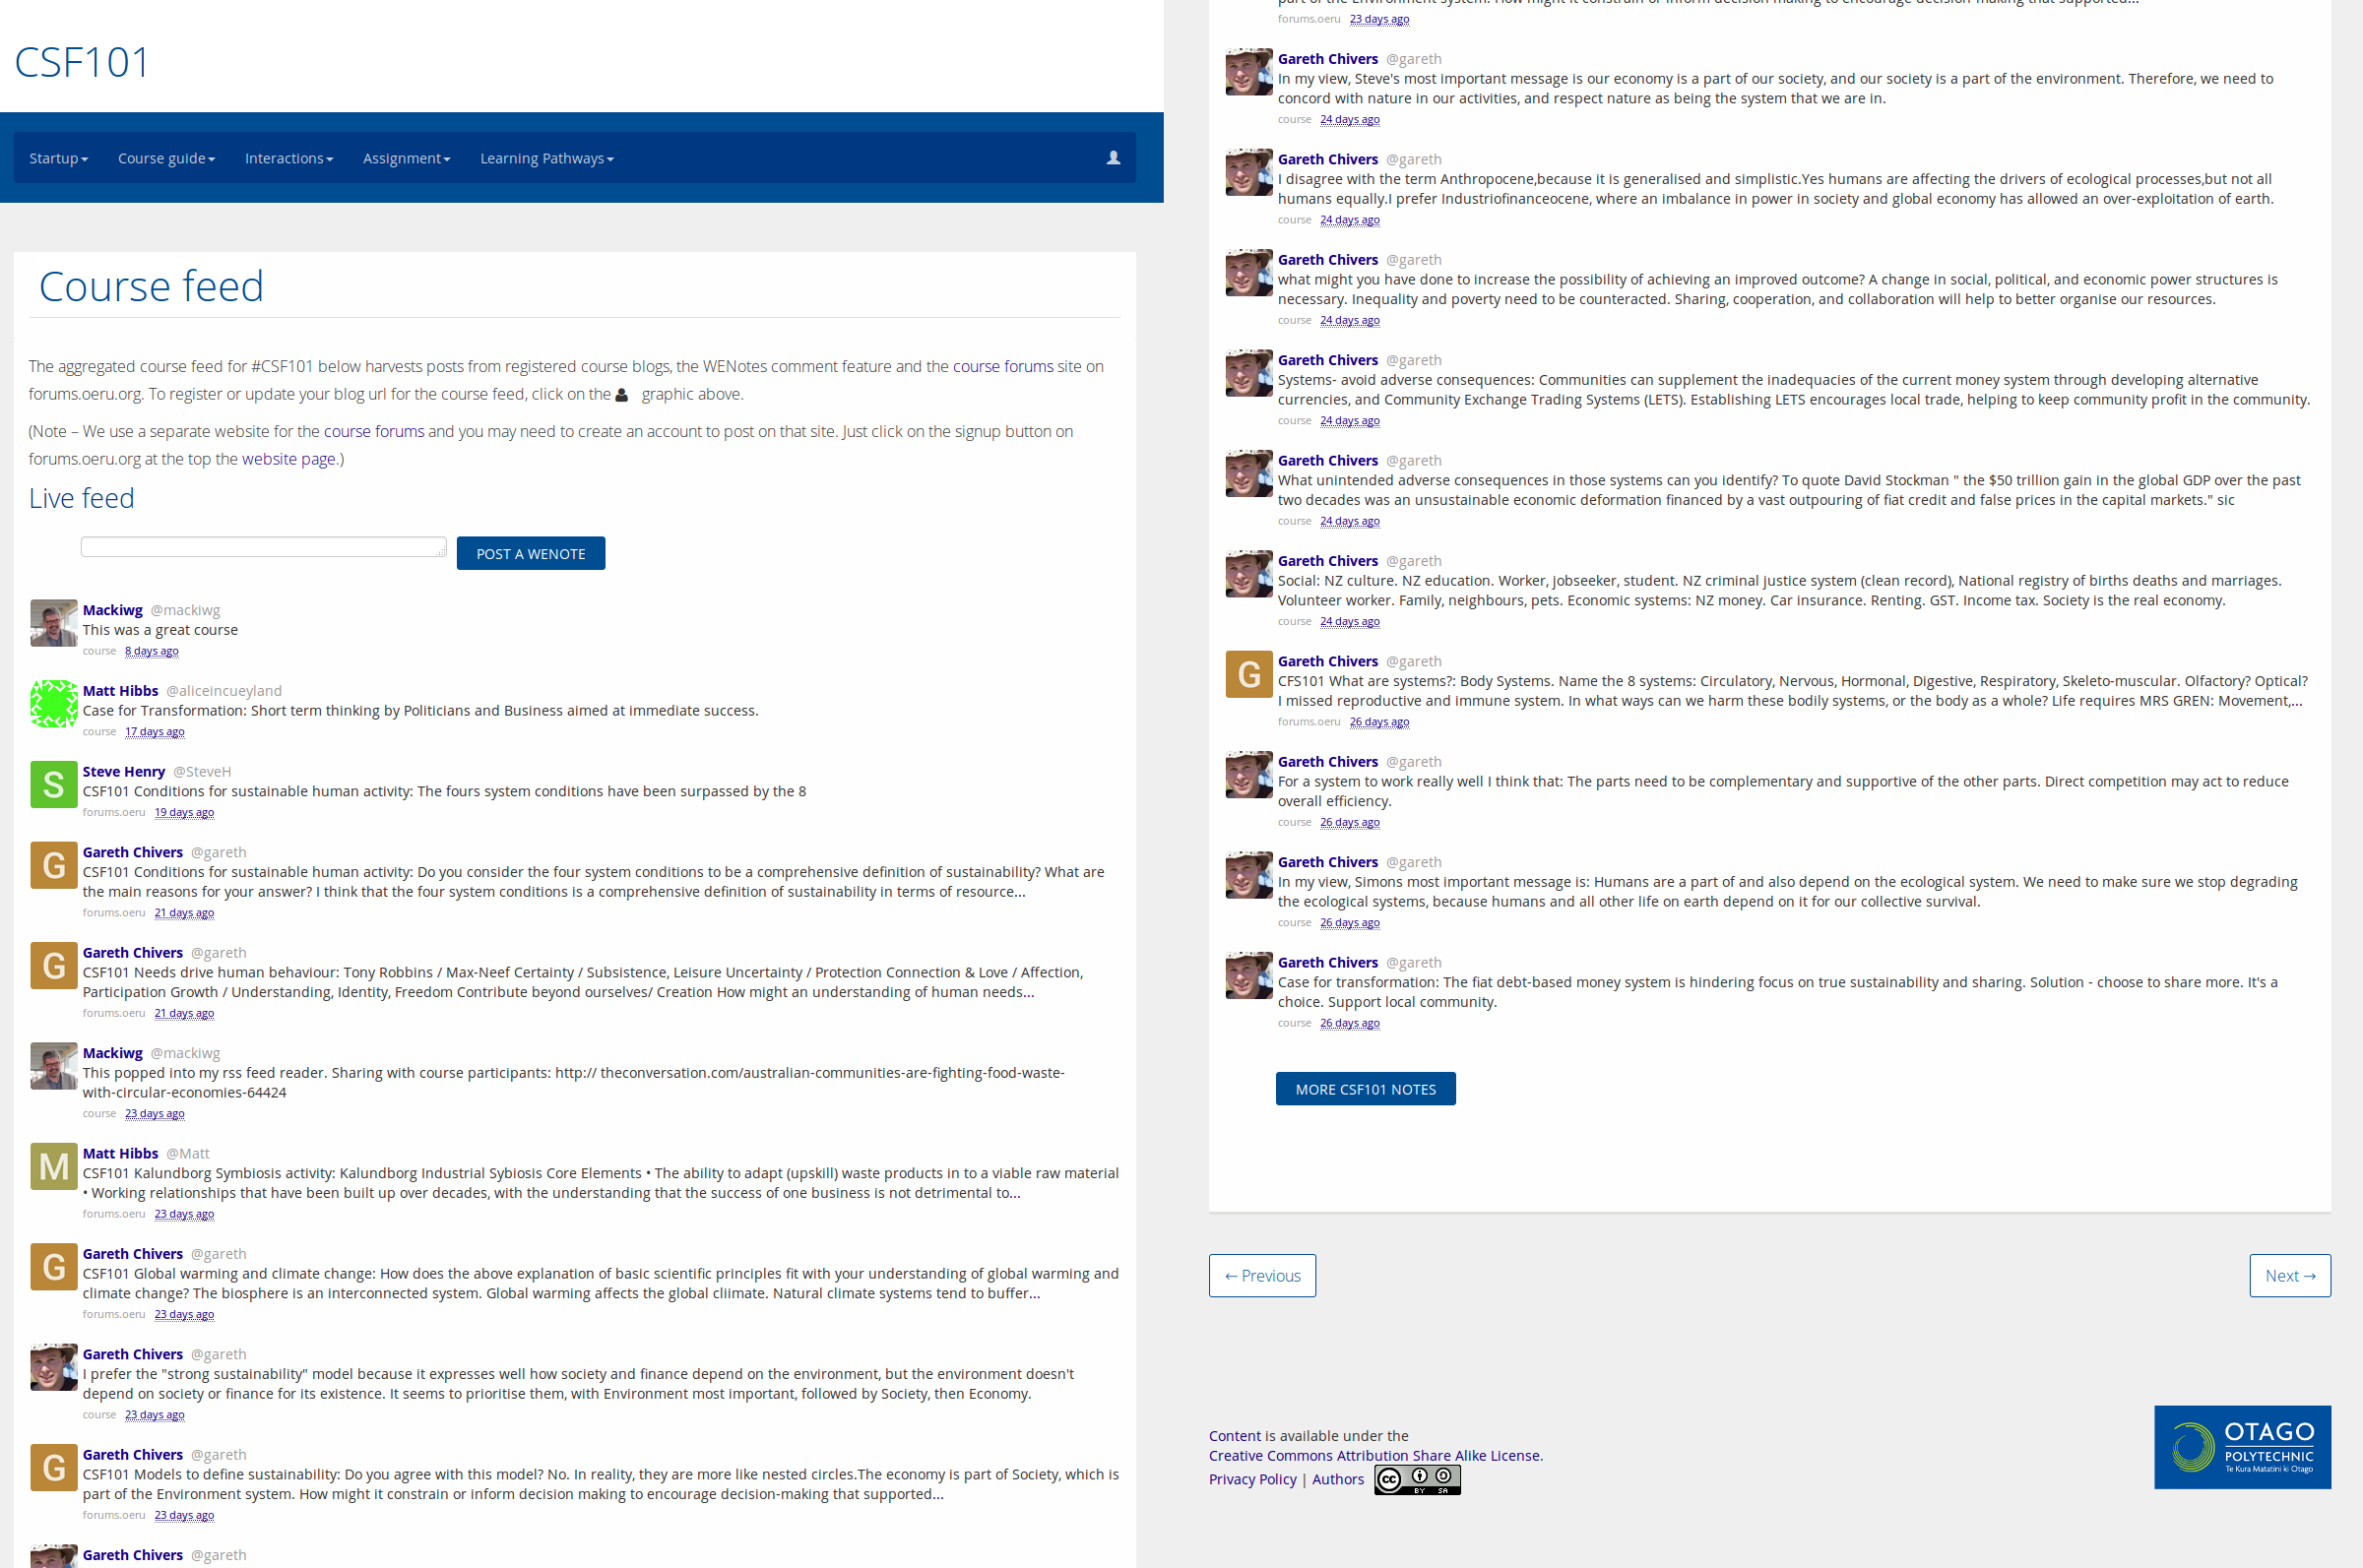 CSF101
Startup Course guide Interactions Assignment Learning Pathways
Course feed
The aggregated course feed for #CSF101 below harvests posts from registered course blogs, the WENotes comment feature and the course forums site on
forums.oeru.org. To register or update your blog url for the course feed, click on the graphic above.
(Note – We use a separate website for the course forums and you may need to create an account to post on that site. Just click on the signup button on
forums.oeru.org at the top the website page.)
Live feed
POST A WENOTE
Mackiwg @mackiwg
This was a great course
course 8 days ago
Matt Hibbs @aliceincueyland
Case for Transformation: Short term thinking by Politicians and Business aimed at immediate success.
course 17 days ago
S
Steve Henry @SteveH
CSF101 Conditions for sustainable human activity: The fours system conditions have been surpassed by the 8
forums.oeru 19 days ago
G
Gareth Chivers @gareth
CSF101 Conditions for sustainable human activity: Do you consider the four system conditions to be a comprehensive definition of sustainability? What are
the main reasons for your answer? I think that the four system conditions is a comprehensive definition of sustainability in terms of resource...
forums.oeru 21 days ago
G
Gareth Chivers @gareth
CSF101 Needs drive human behaviour: Tony Robbins / Max-Neef Certainty / Subsistence, Leisure Uncertainty / Protection Connection & Love / Affection,
Participation Growth / Understanding, Identity, Freedom Contribute beyond ourselves/ Creation How might an understanding of human needs...
forums.oeru 21 days ago
Mackiwg @mackiwg
This popped into my rss feed reader. Sharing with course participants: http:// theconversation.com/australian-communities-are-fighting-food-waste-
with-circular-economies-64424
course 23 days ago
M
Matt Hibbs @Matt
CSF101 Kalundborg Symbiosis activity: Kalundborg Industrial Sybiosis Core Elements • The ability to adapt (upskill) waste products in to a viable raw material
• Working relationships that have been built up over decades, with the understanding that the success of one business is not detrimental to...
forums.oeru 23 days ago
G
Gareth Chivers @gareth
CSF101 Global warming and climate change: How does the above explanation of basic scientific principles fit with your understanding of global warming and
climate change? The biosphere is an interconnected system. Global warming affects the global cliimate. Natural climate systems tend to buffer...
forums.oeru 23 days ago
Gareth Chivers @gareth
I prefer the "strong sustainability" model because it expresses well how society and finance depend on the environment, but the environment doesn't
depend on society or finance for its existence. It seems to prioritise them, with Environment most important, followed by Society, then Economy.
course 23 days ago
G
Gareth Chivers @gareth
CSF101 Models to define sustainability: Do you agree with this model? No. In reality, they are more like nested circles.The economy is part of Society, which is
part of the Environment system. How might it constrain or inform decision making to encourage decision-making that supported...
forums.oeru 23 days ago
Gareth Chivers @gareth
part of the Environment system. How might it constrain or inform decision making to encourage decision-making that supported...
forums.oeru 23 days ago
Gareth Chivers @gareth
In my view, Steve's most important message is our economy is a part of our society, and our society is a part of the environment. Therefore, we need to
concord with nature in our activities, and respect nature as being the system that we are in.
course 24 days ago
Gareth Chivers @gareth
I disagree with the term Anthropocene,because it is generalised and simplistic.Yes humans are affecting the drivers of ecological processes,but not all
humans equally.I prefer Industriofinanceocene, where an imbalance in power in society and global economy has allowed an over-exploitation of earth.
course 24 days ago
Gareth Chivers @gareth
what might you have done to increase the possibility of achieving an improved outcome? A change in social, political, and economic power structures is
necessary. Inequality and poverty need to be counteracted. Sharing, cooperation, and collaboration will help to better organise our resources.
course 24 days ago
Gareth Chivers @gareth
Systems- avoid adverse consequences: Communities can supplement the inadequacies of the current money system through developing alternative
currencies, and Community Exchange Trading Systems (LETS). Establishing LETS encourages local trade, helping to keep community profit in the community.
course 24 days ago
Gareth Chivers @gareth
What unintended adverse consequences in those systems can you identify? To quote David Stockman " the $50 trillion gain in the global GDP over the past
two decades was an unsustainable economic deformation financed by a vast outpouring of fiat credit and false prices in the capital markets." sic
course 24 days ago
Gareth Chivers @gareth
Social: NZ culture. NZ education. Worker, jobseeker, student. NZ criminal justice system (clean record), National registry of births deaths and marriages.
Volunteer worker. Family, neighbours, pets. Economic systems: NZ money. Car insurance. Renting. GST. Income tax. Society is the real economy.
course 24 days ago
G
Gareth Chivers @gareth
CFS101 What are systems?: Body Systems. Name the 8 systems: Circulatory, Nervous, Hormonal, Digestive, Respiratory, Skeleto-muscular. Olfactory? Optical?
I missed reproductive and immune system. In what ways can we harm these bodily systems, or the body as a whole? Life requires MRS GREN: Movement,...
forums.oeru 26 days ago
Gareth Chivers @gareth
For a system to work really well I think that: The parts need to be complementary and supportive of the other parts. Direct competition may act to reduce
overall efficiency.
course 26 days ago
Gareth Chivers @gareth
In my view, Simons most important message is: Humans are a part of and also depend on the ecological system. We need to make sure we stop degrading
the ecological systems, because humans and all other life on earth depend on it for our collective survival.
course 26 days ago
Gareth Chivers @gareth
Case for transformation: The fiat debt-based money system is hindering focus on true sustainability and sharing. Solution - choose to share more. It's a
choice. Support local community.
course 26 days ago
MORE CSF101 NOTES
← Previous Next →
Content is available under the
Creative Commons Attribution Share Alike License.
Privacy Policy | Authors
cc BY SA
OTAGO
POLYTECHNIC
Te Kura Matatini ki Otago